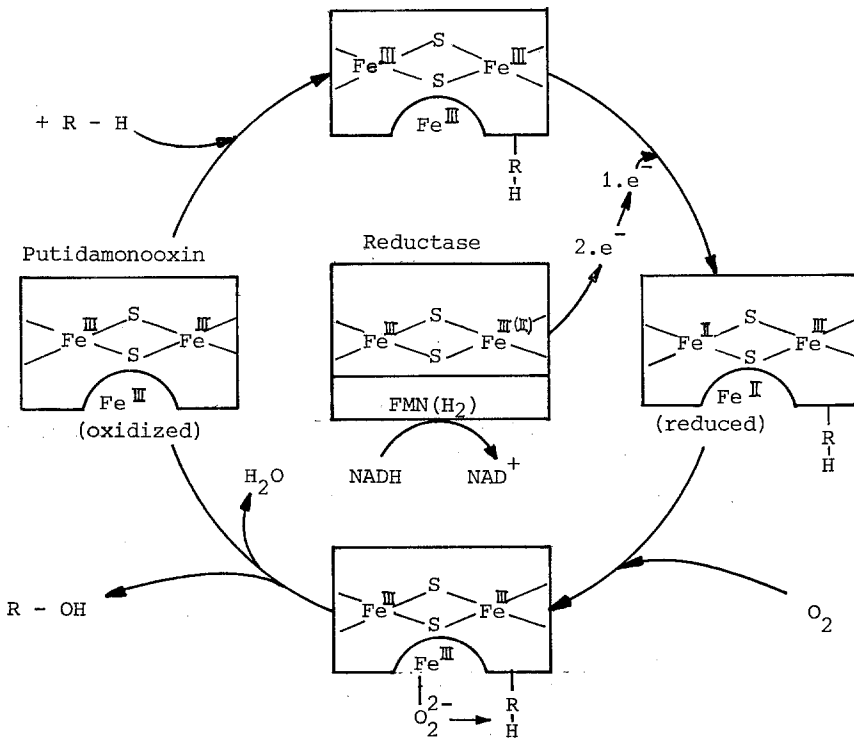 S
Fe III Fe III
S
Fe III
R
H
+ R - H
1.e-
2.e-
Putidamonooxin
S
Fe III Fe III
S
Fe III
(oxidized)
Reductase
S
Fe III Fe III(II)
S
FMN(H2)
NADH NAD+
S
Fe II Fe III
S
Fe II
(reduced)
R
H
H2O
R - OH
O2
S
Fe III Fe III
S
Fe III
O2 2-
R
H